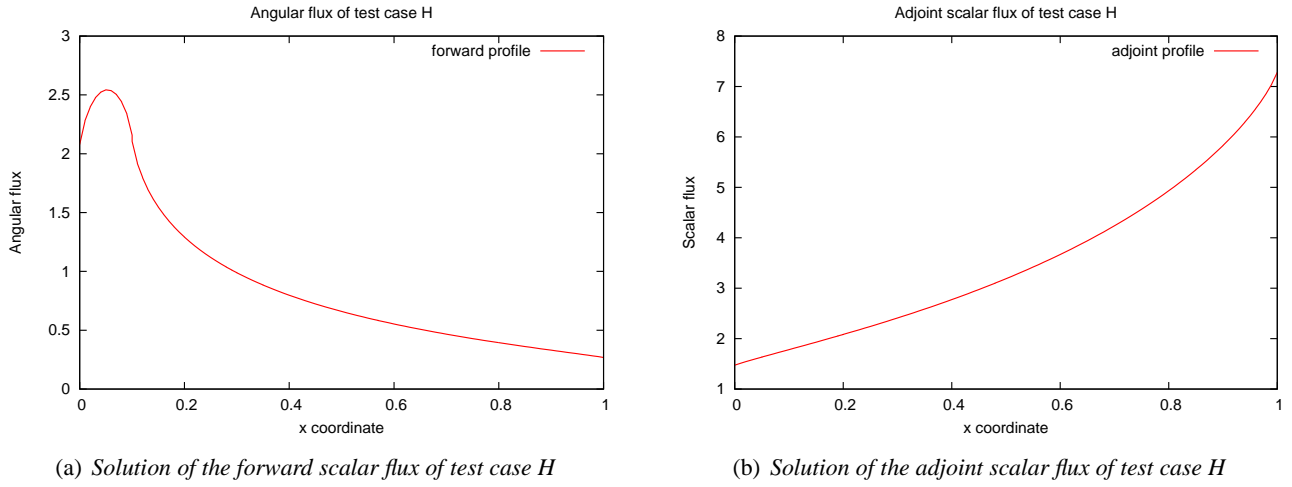 Angular flux of test case H
3
2.5
2
1.5
1
0.5
0
Angular flux
forward profile
0 0.2 0.4 0.6 0.8 1
x coordinate
(a) Solution of the forward scalar flux of test case H
Adjoint scalar flux of test case H
8
7
6
5
4
3
2
1
Scalar flux
adjoint profile
0 0.2 0.4 0.6 0.8 1
x coordinate
(b) Solution of the adjoint scalar flux of test case H